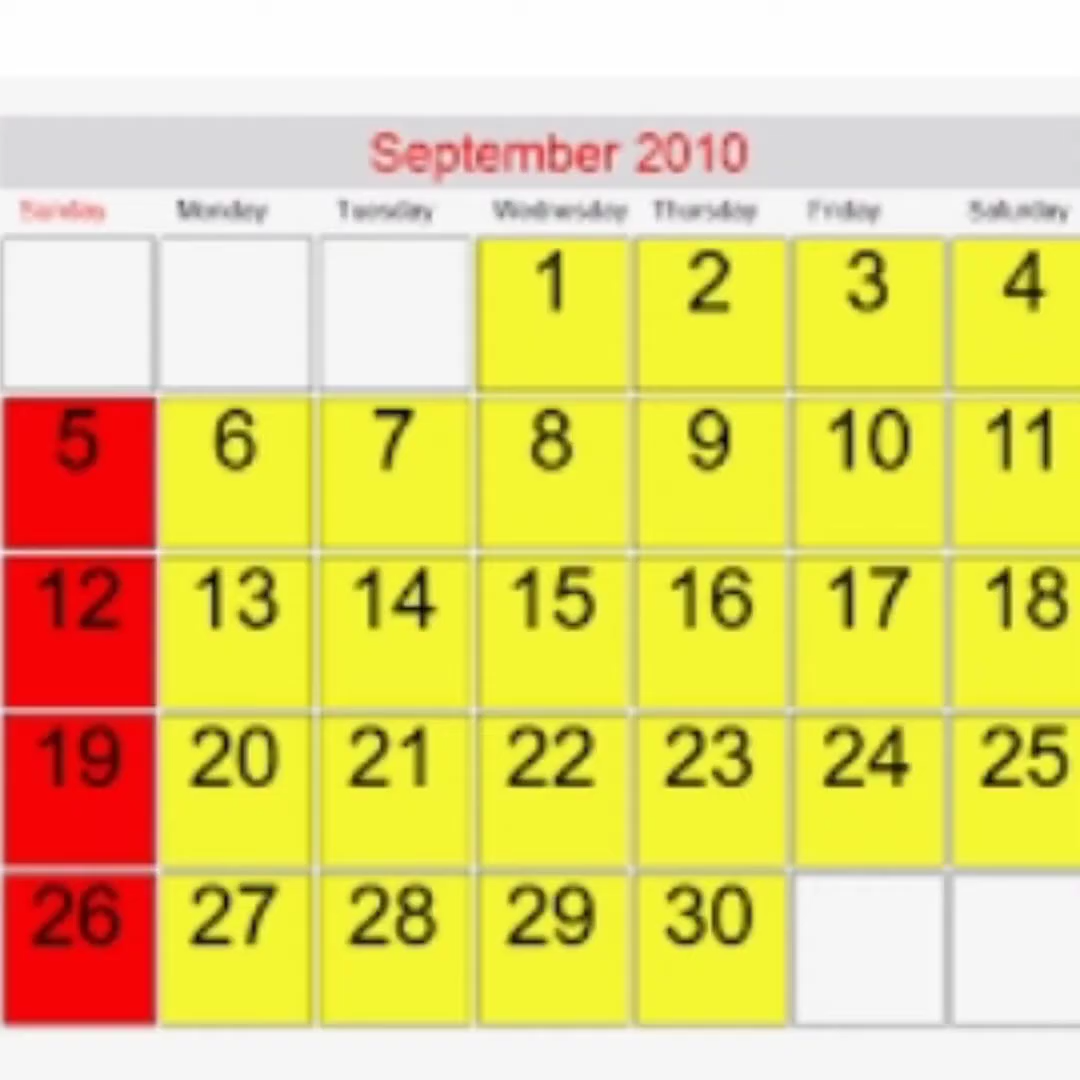 September 2010
Sunday Monday Tuesday Wednesday Thursday Friday Saturday
1 2 3 4
5 6 7 8 9 10 11
12 13 14 15 16 17 18
19 20 21 22 23 24 25
26 27 28 29 30